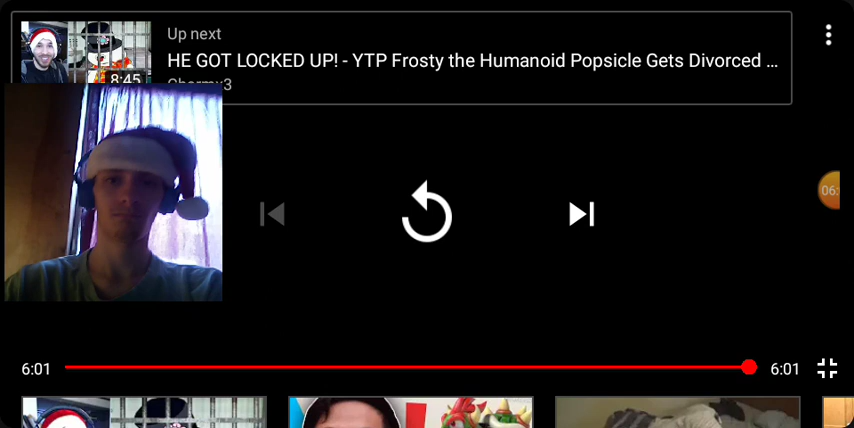 Up next
HE GOT LOCKED UP! - YTP Frosty the Humanoid Popsicle Gets Divorced ...
8:45
06:
6:01
6:01